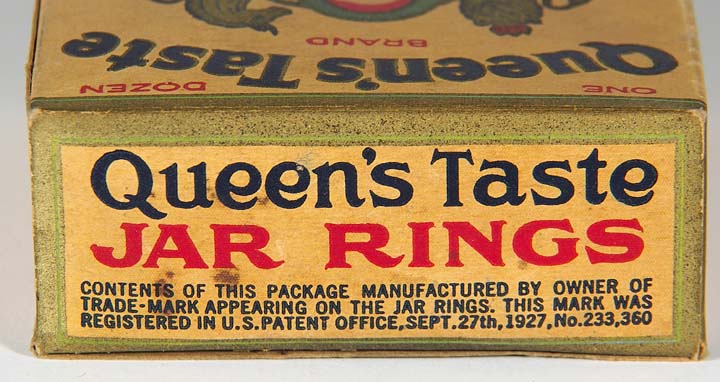 Queen's Taste
BRAND
ONE DOZEN
Queen's Taste
JAR RINGS
CONTENTS OF THIS PACKAGE MANUFACTURED BY OWNER OF
TRADE-MARK APPEARING ON THE JAR RINGS. THIS MARK WAS
REGISTERED IN U.S. PATENT OFFICE, SEPT. 27th, 1927, No. 233,360